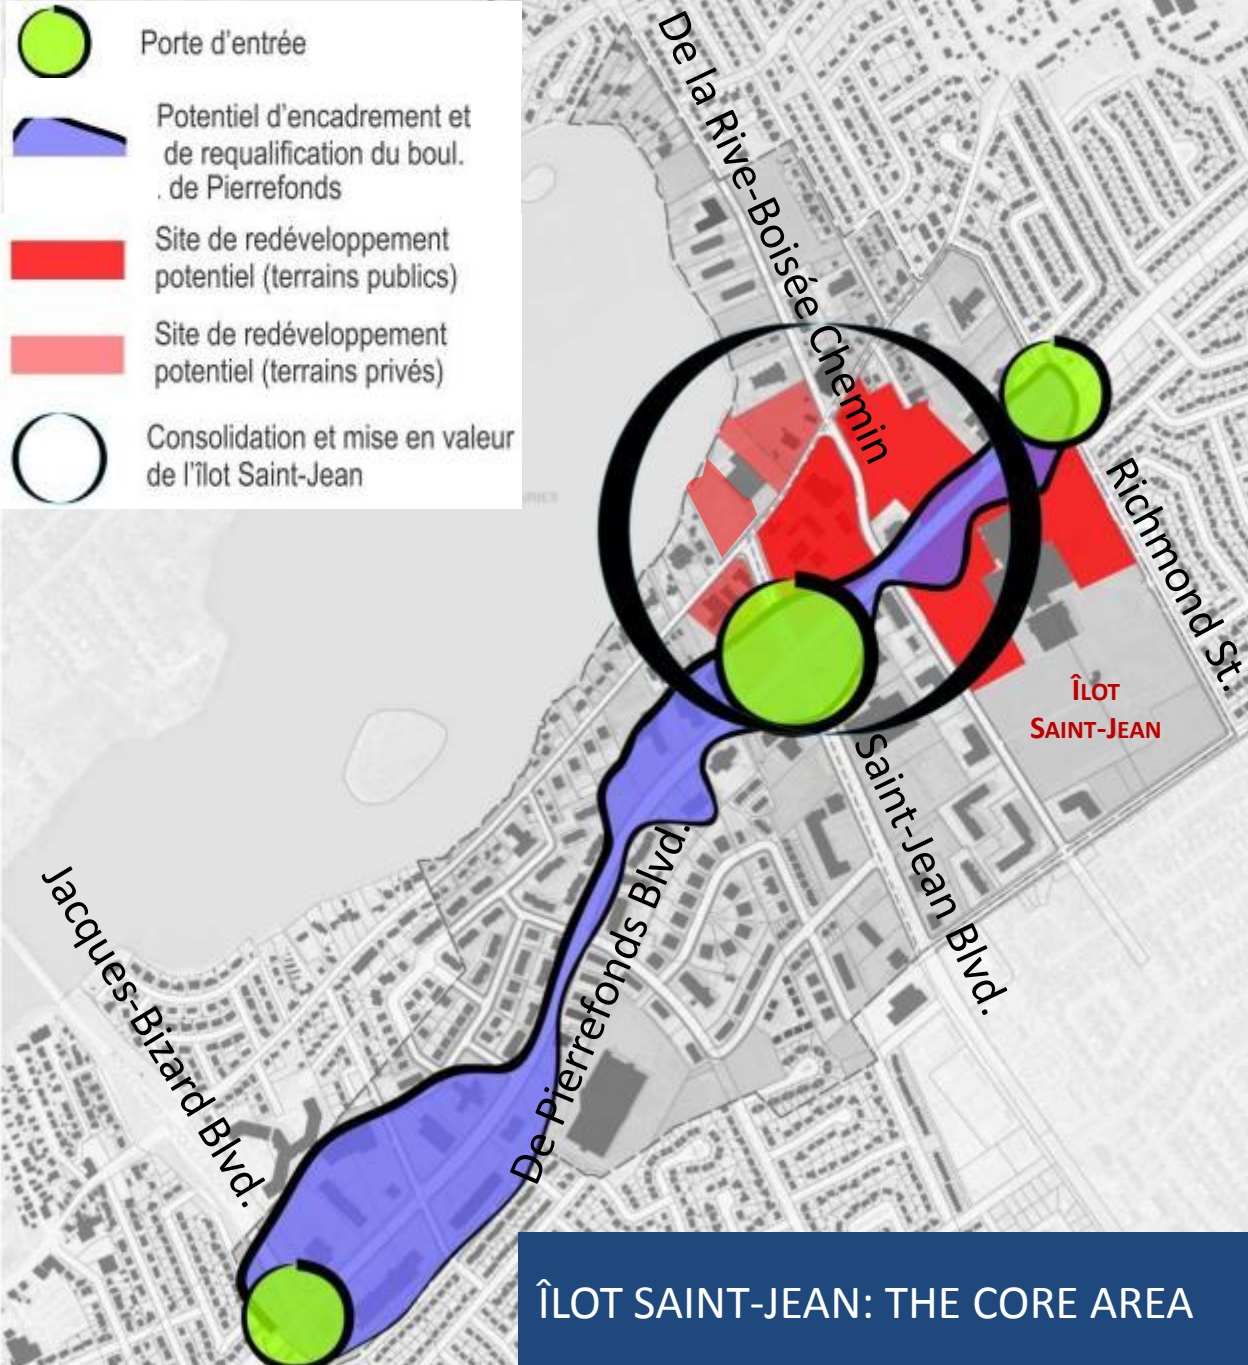 Porte d'entrée
Potentiel d'encadrement et
de requalification du boul.
. de Pierrefonds
Site de redéveloppement
potentiel (terrains publics)
Site de redéveloppement
potentiel (terrains privés)
Consolidation et mise en valeur
de l'îlot Saint-Jean
De la Rive-Boisée Chemin
Richmond St.
ÎLOT
SAINT-JEAN
Saint-Jean Blvd.
De Pierrefonds Blvd.
Jacques-Bizard Blvd.
ÎLOT SAINT-JEAN: THE CORE AREA